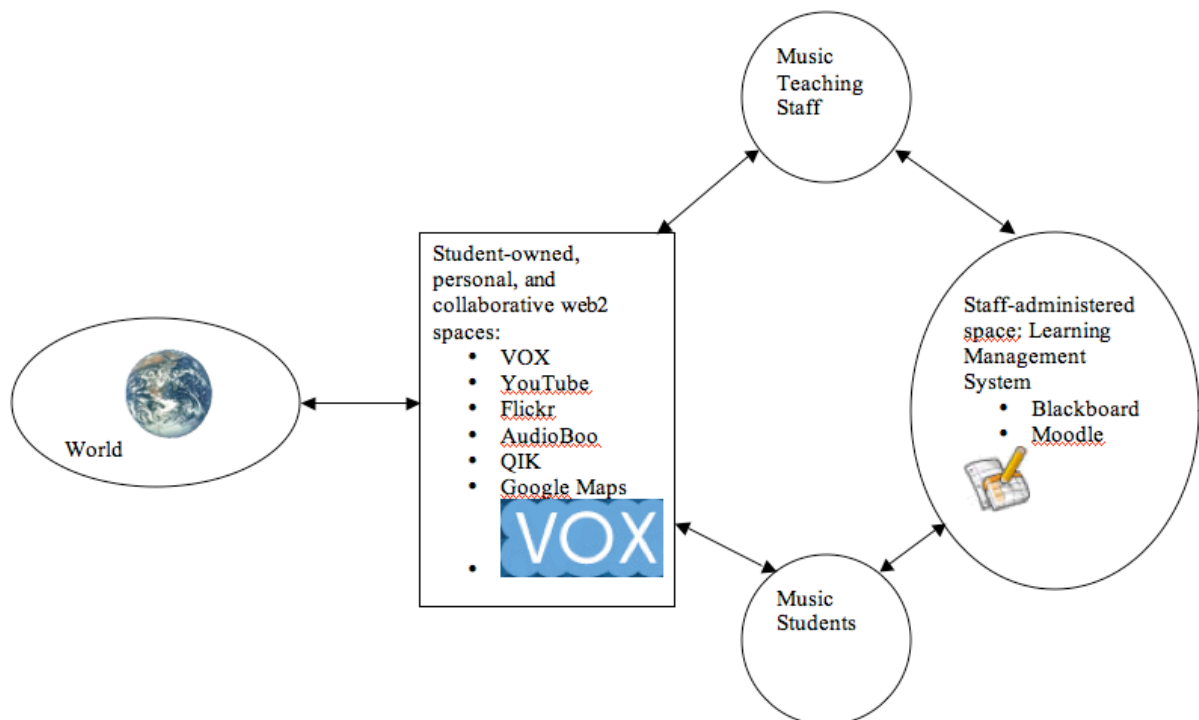 Music
Teaching
Staff
Student-owned,
personal, and
collaborative web2
spaces:
• VOX
• YouTube
• Flickr
• AudioBoo
• QIK
• Google Maps
• VOX
World
Staff-administered
space: Learning
Management
System
• Blackboard
• Moodle
Music
Students